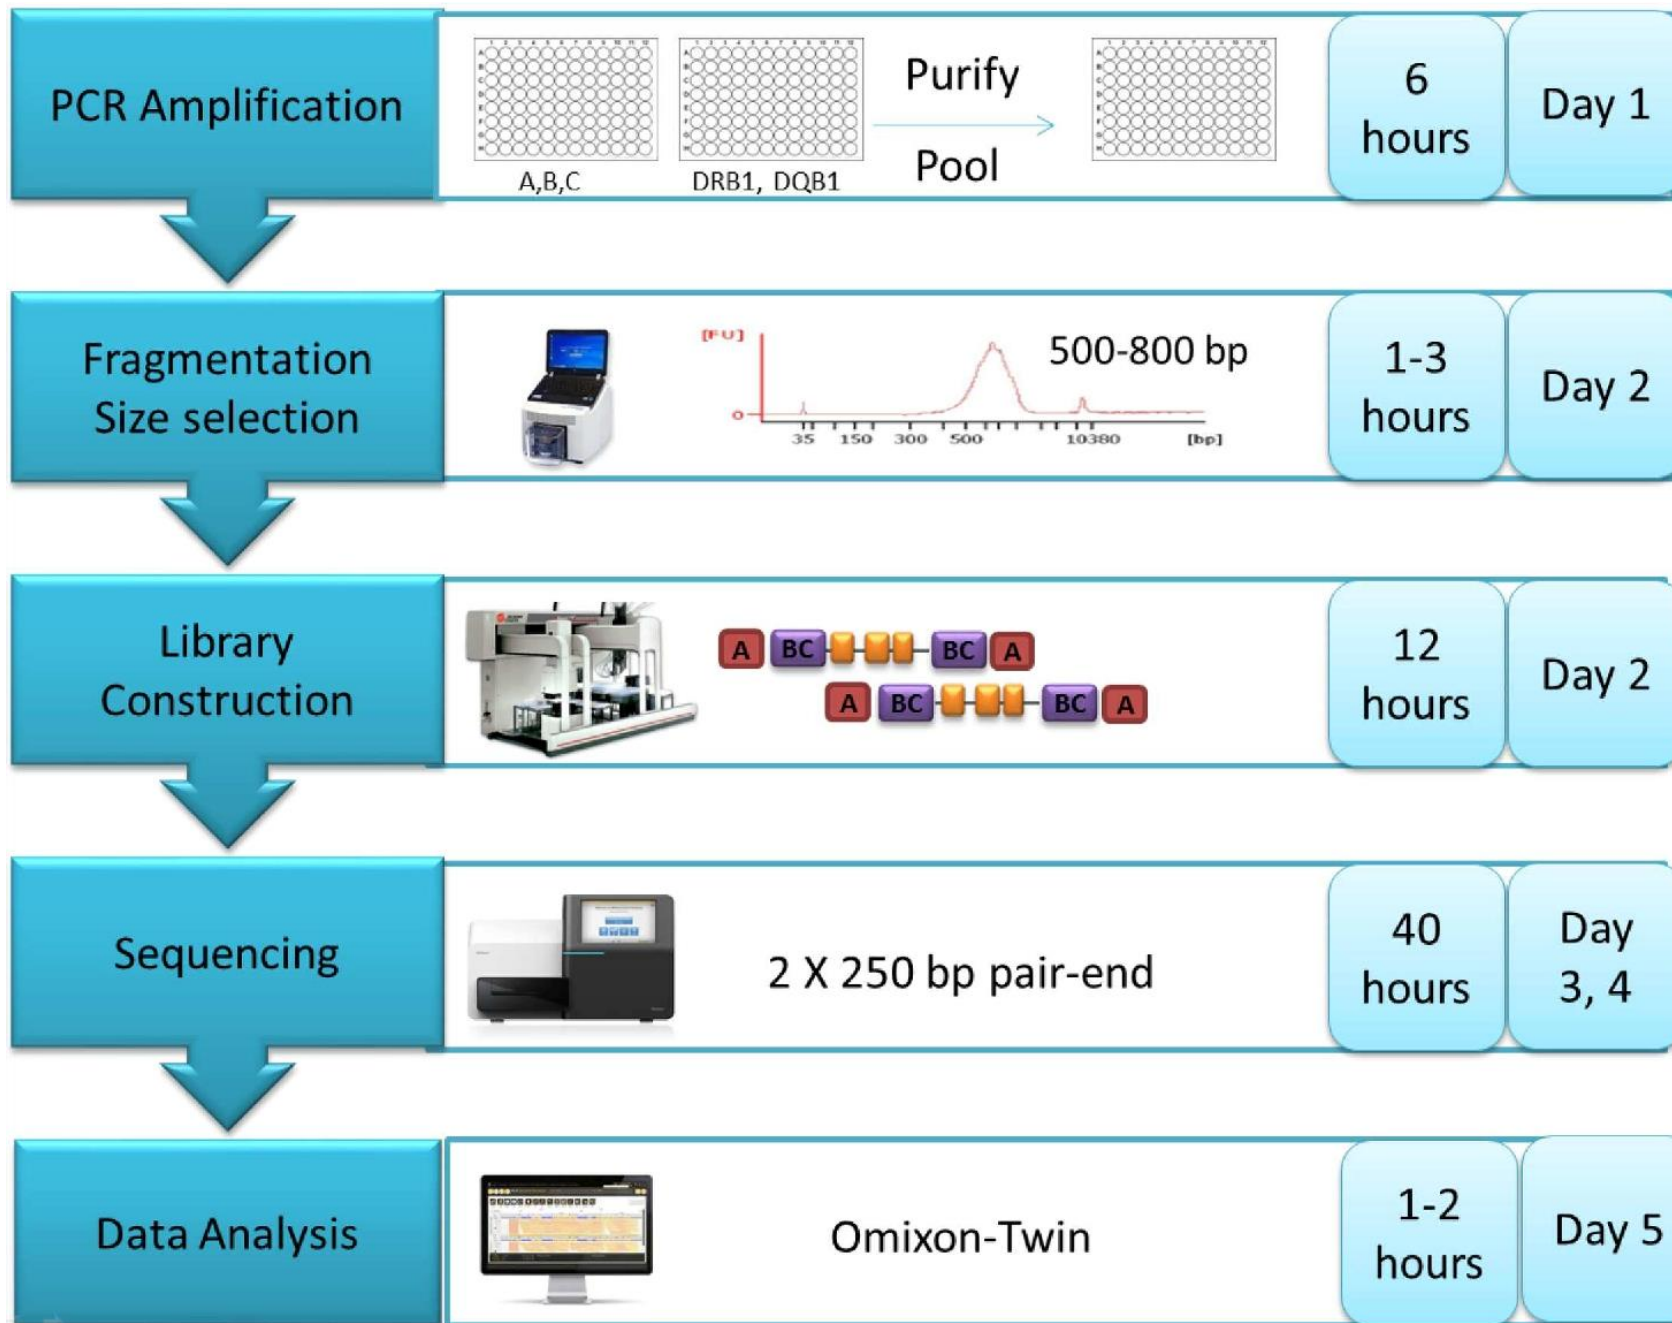 PCR Amplification
A,B,C
DRB1, DQB1
Purify
Pool
6
hours
Day 1
Fragmentation
Size selection
[FU]
0
35 150 300 500 10380 [bp]
500-800 bp
1-3
hours
Day 2
Library
Construction
A BC BC A
A BC BC A
12
hours
Day 2
Sequencing
2 X 250 bp pair-end
40
hours
Day
3, 4
Data Analysis
Omixon-Twin
1-2
hours
Day 5